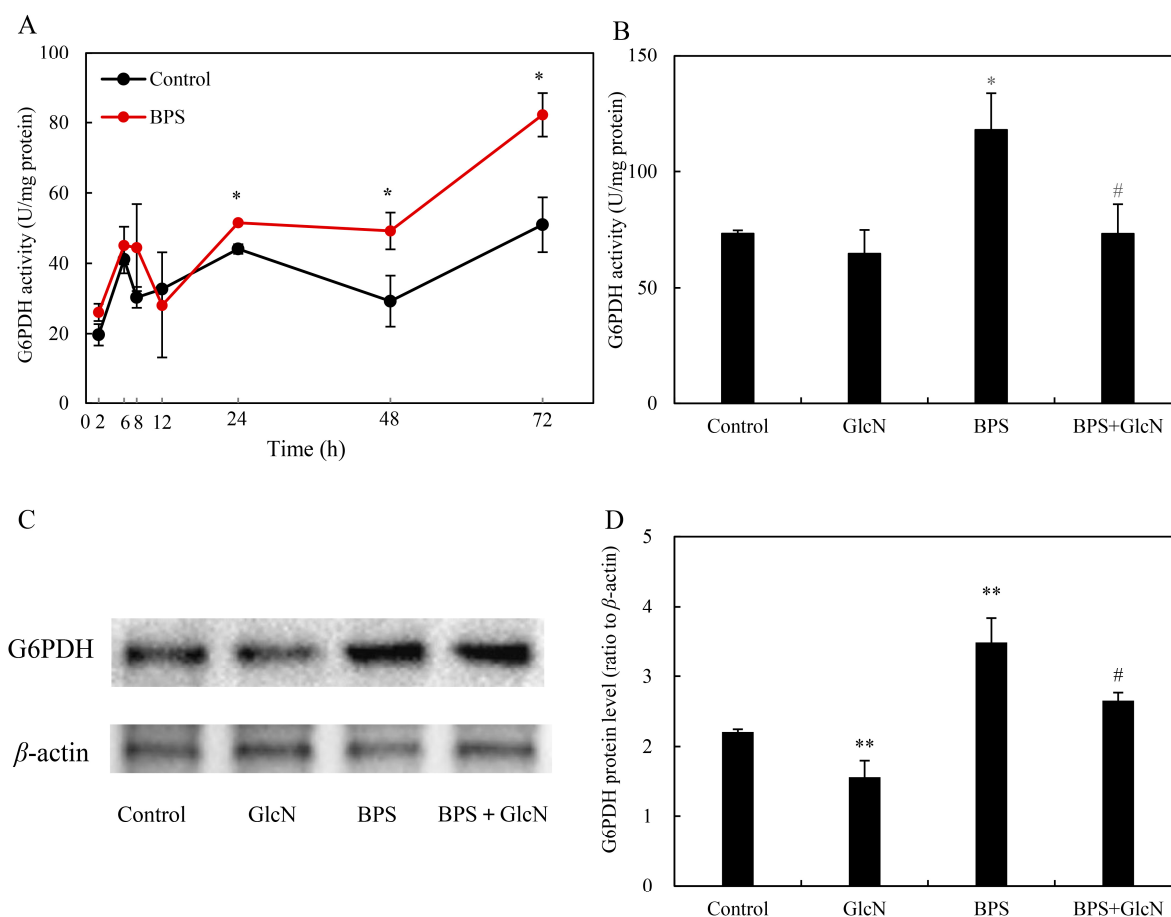 A
G6PDH activity (U/mg protein)
100
80
60
40
20
0
Control
BPS
*
*
*
0 2 6 8 12 24 48 72
Time (h)
B
G6PDH activity (U/mg protein)
150
100
50
0
*
#
Control GlcN BPS BPS+GlcN
C
G6PDH
β-actin
Control GlcN BPS BPS + GlcN
D
G6PDH protein level (ratio to β-actin)
5
4
3
2
1
0
**
**
#
Control GlcN BPS BPS+GlcN